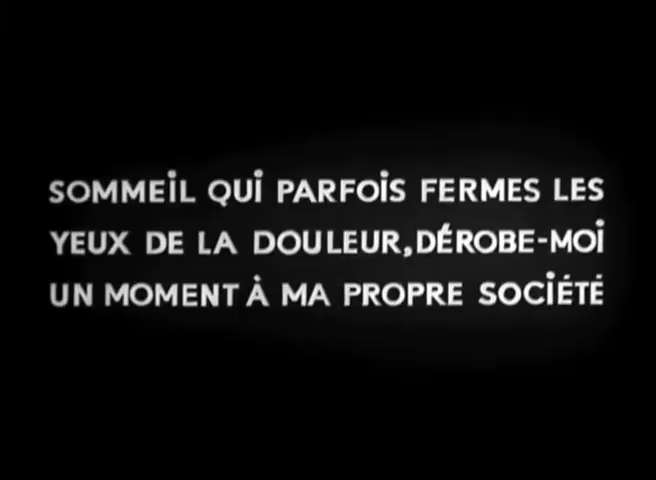 SOMMEiL QUi PARFOiS FERMES LES
YEUX DE LA DOULEUR, DÉROBE-MOi
UN MOMENT À MA PROPRE SOCiÉTÉ